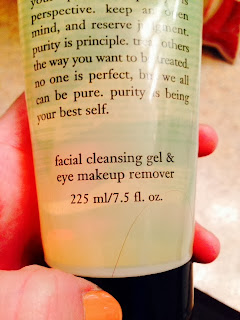 perspective. keep an open
mind, and reserve judgment.
purity is principle. treat others
the way you want to be treated.
no one is perfect, but we all
can be pure. purity is being
your best self.
facial cleansing gel &
eye makeup remover
225 ml/7.5 fl. oz.